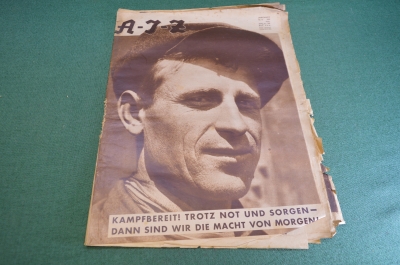 A-J-Z
KAMPFBEREIT! TROTZ NOT UND SORGEN—
DANN SIND WIR DIE MACHT VON MORGEN!